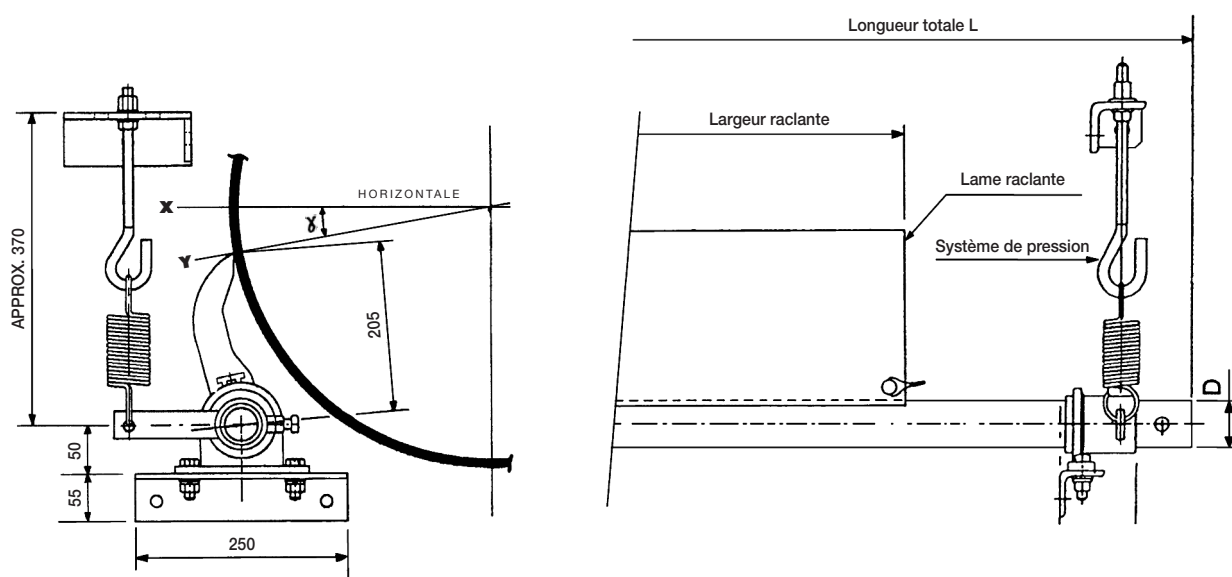 Longueur totale L
Largeur raclante
Lame raclante
HORIZONTALE
X
γ
Système de pression
Y
APPROX. 370
205
D
50
55
250